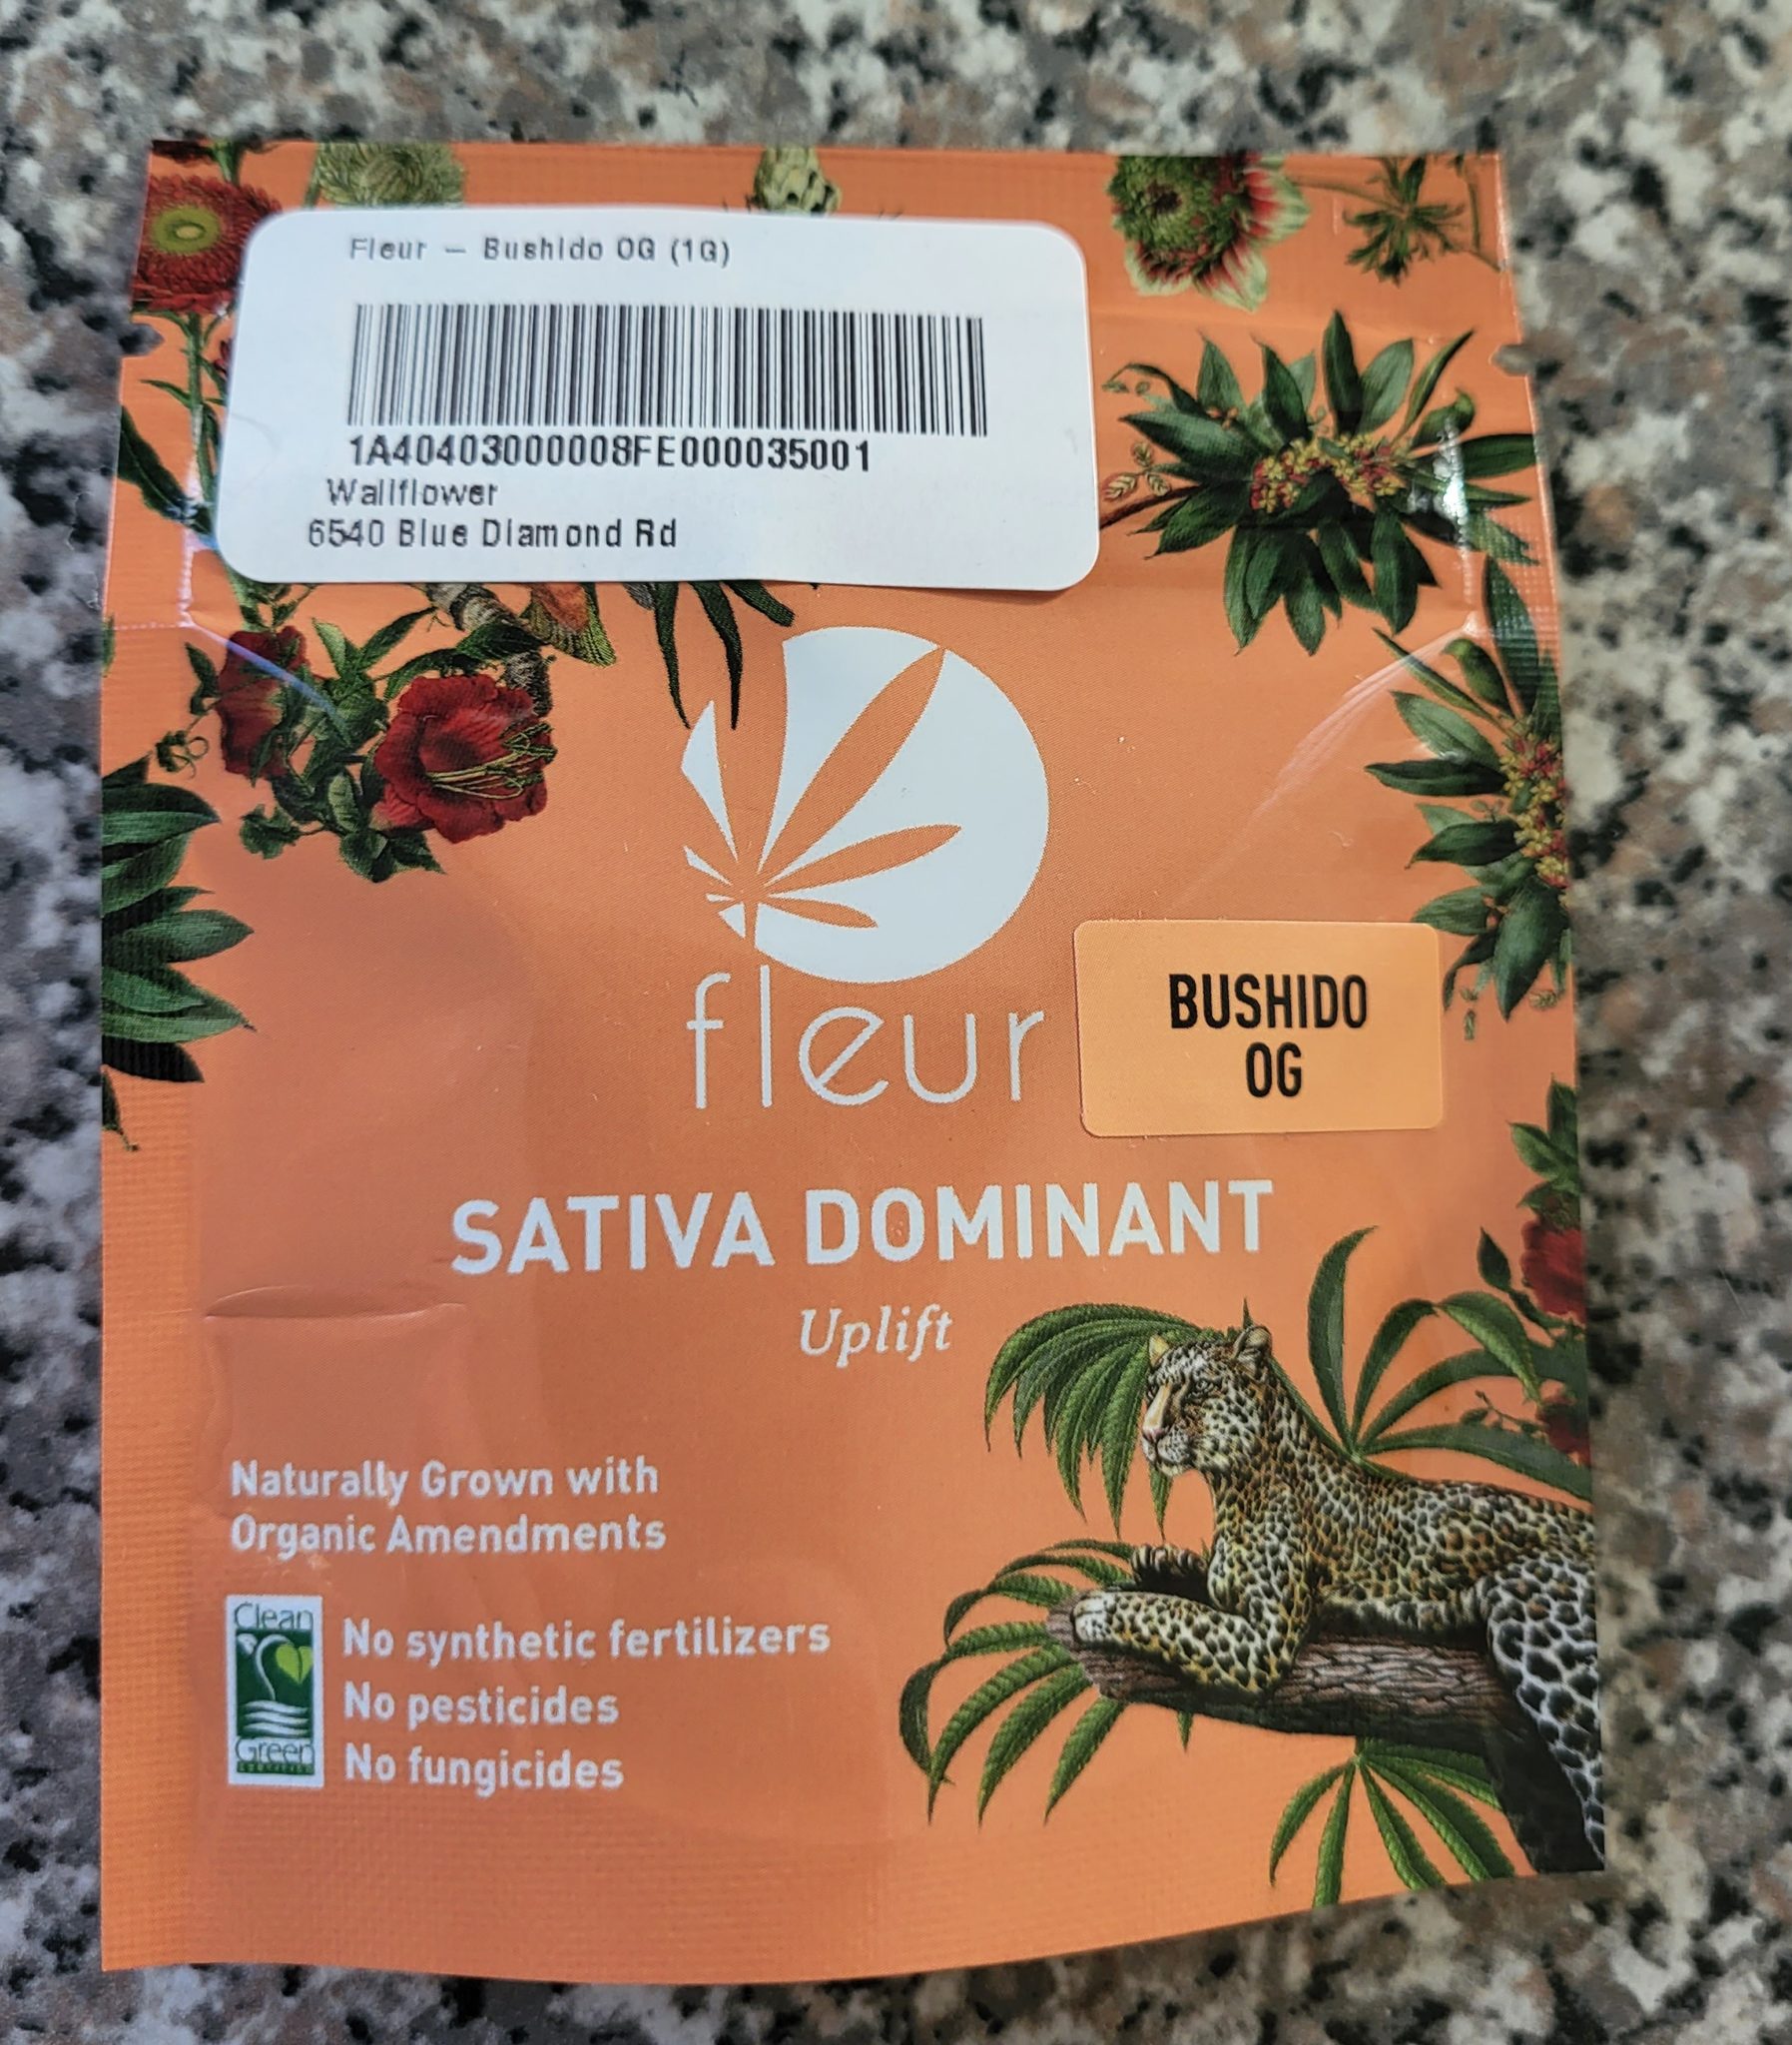 Fleur – Bushido OG (1G)
1A40403000008FE000035001
Wallflower
6540 Blue Diamond Rd
fleur
BUSHIDO
OG
SATIVA DOMINANT
Uplift
Naturally Grown with
Organic Amendments
Clean
Green
CERTIFIED
No synthetic fertilizers
No pesticides
No fungicides